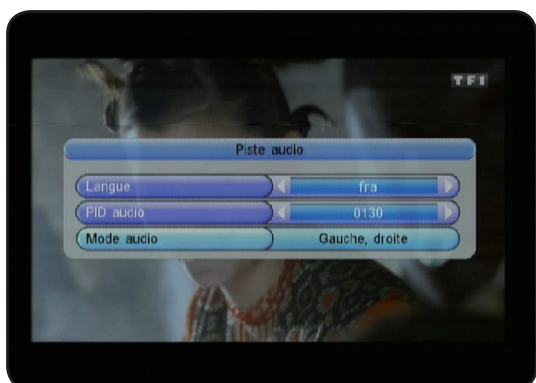 TF1
Piste audio
Langue fra
PID audio 0130
Mode audio Gauche, droite